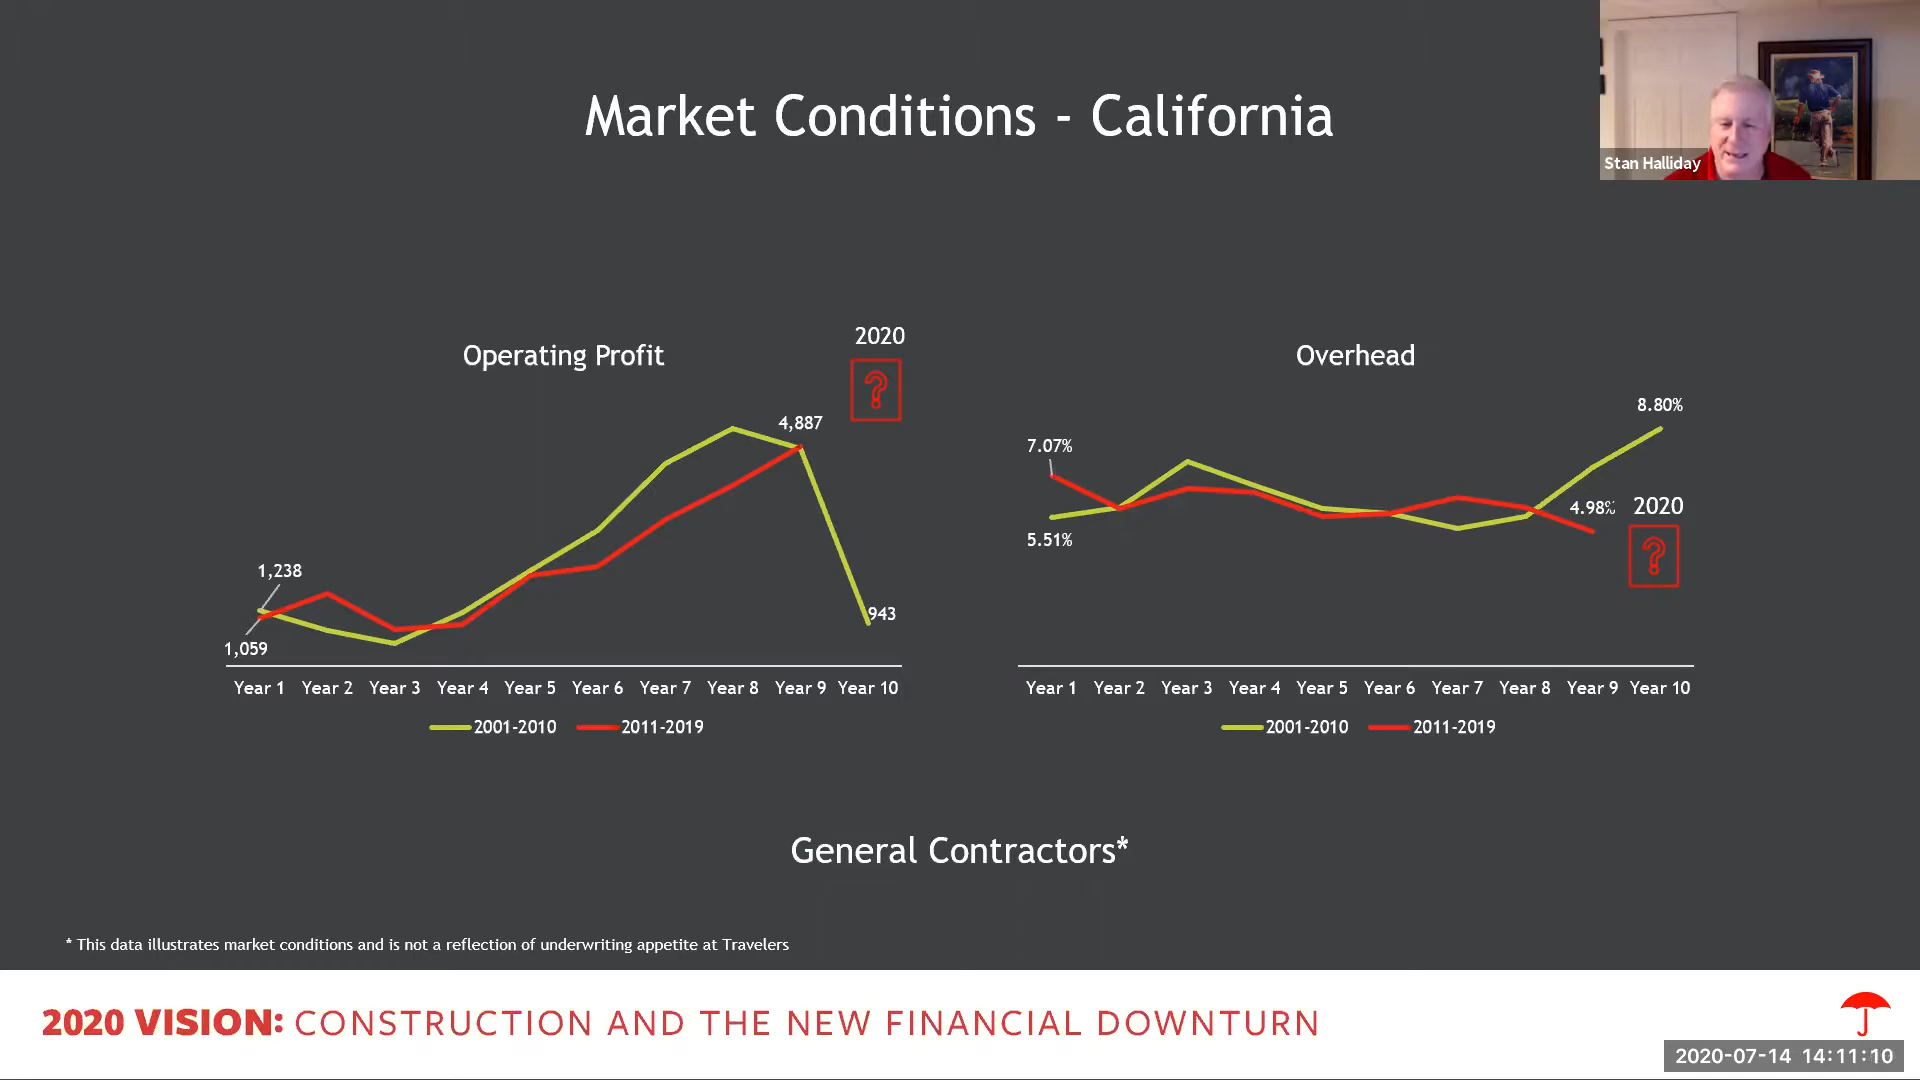 Market Conditions - California
Stan Halliday
Operating Profit
2020
?
4,887
1,238
1,059
943
Year 1 Year 2 Year 3 Year 4 Year 5 Year 6 Year 7 Year 8 Year 9 Year 10
2001-2010 2011-2019
Overhead
8.80%
7.07%
5.51%
4.98%
2020
?
Year 1 Year 2 Year 3 Year 4 Year 5 Year 6 Year 7 Year 8 Year 9 Year 10
2001-2010 2011-2019
General Contractors*
* This data illustrates market conditions and is not a reflection of underwriting appetite at Travelers
2020 VISION: CONSTRUCTION AND THE NEW FINANCIAL DOWNTURN
2020-07-14 14:11:10